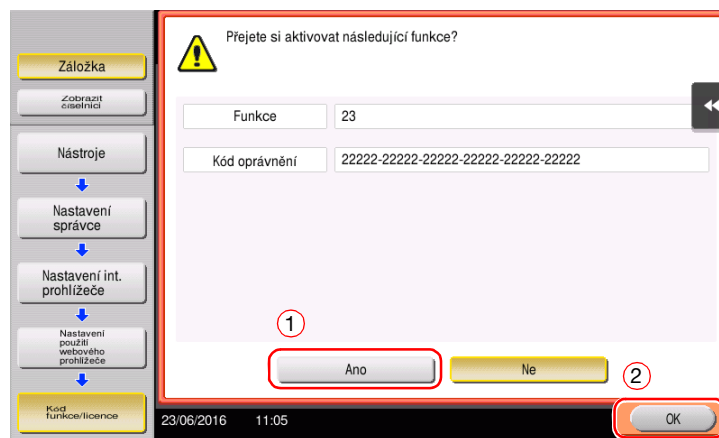 Přejete si aktivovat následující funkce?
Záložka
Zobrazit
číselníci
Funkce
23
Nástroje
Kód oprávnění
22222-22222-22222-22222-22222-22222
Nastavení
správce
Nastavení int.
prohlížeče
1
Nastavení
použití
webového
prohlížeče
Ano
Ne
2
Kód
funkce/licence
23/06/2016 11:05
OK